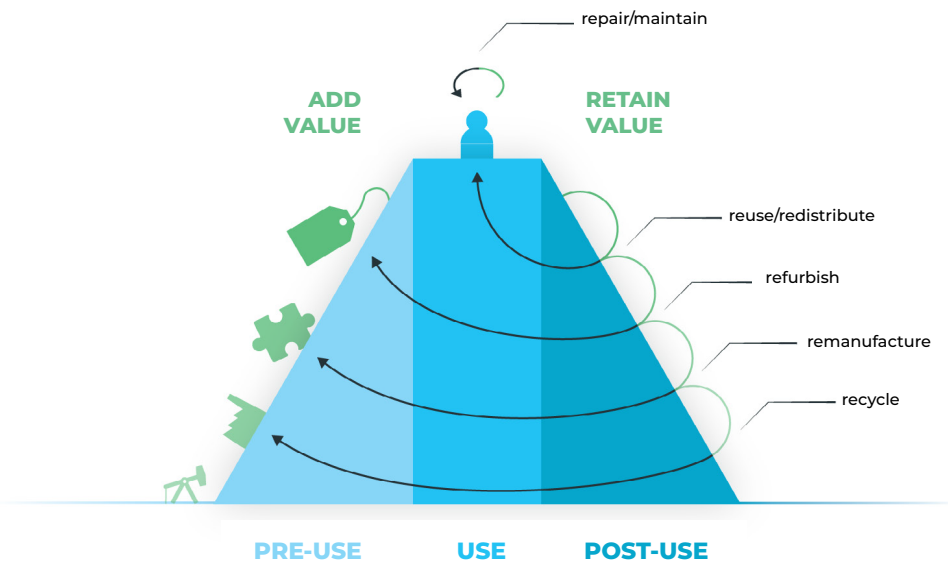 repair/maintain
ADD
VALUE
RETAIN
VALUE
reuse/redistribute
refurbish
remanufacture
recycle
PRE-USE
USE
POST-USE